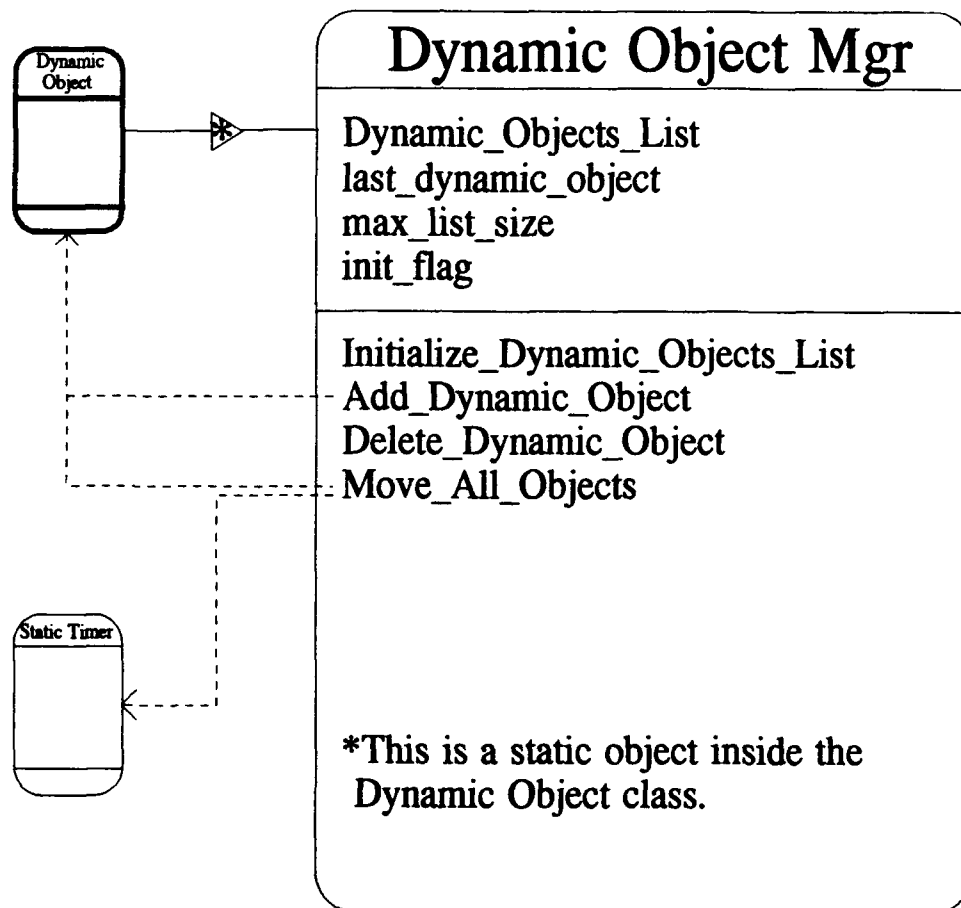 Dynamic Object Mgr
Dynamic
Object
*
Dynamic_Objects_List
last_dynamic_object
max_list_size
init_flag
Initialize_Dynamic_Objects_List
Add_Dynamic_Object
Delete_Dynamic_Object
Move_All_Objects
Static Timer
*This is a static object inside the
Dynamic Object class.